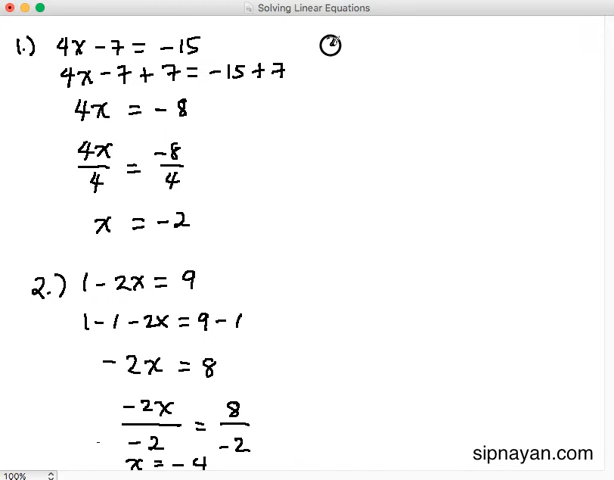 Solving Linear Equations
1.) 4x - 7 = -15
4x - 7 + 7 = -15 + 7
4x = -8
4x/4 = -8/4
x = -2
2.) 1 - 2x = 9
1 - 1 - 2x = 9 - 1
-2x = 8
-2x/-2 = 8/-2
x = -4
sipnayan.com
100%